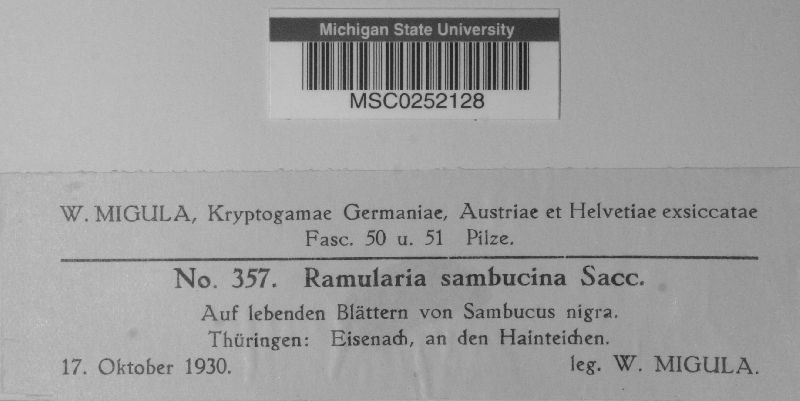 Michigan State University
MSC0252128
W. MIGULA, Kryptogamae Germaniae, Austriae et Helvetiae exsiccatae
Fasc. 50 u. 51 Pilze.
No. 357. Ramularia sambucina Sacc.
Auf lebenden Blättern von Sambucus nigra.
Thüringen: Eisenach, an den Hainteichen.
17. Oktober 1930. leg. W. MIGULA.